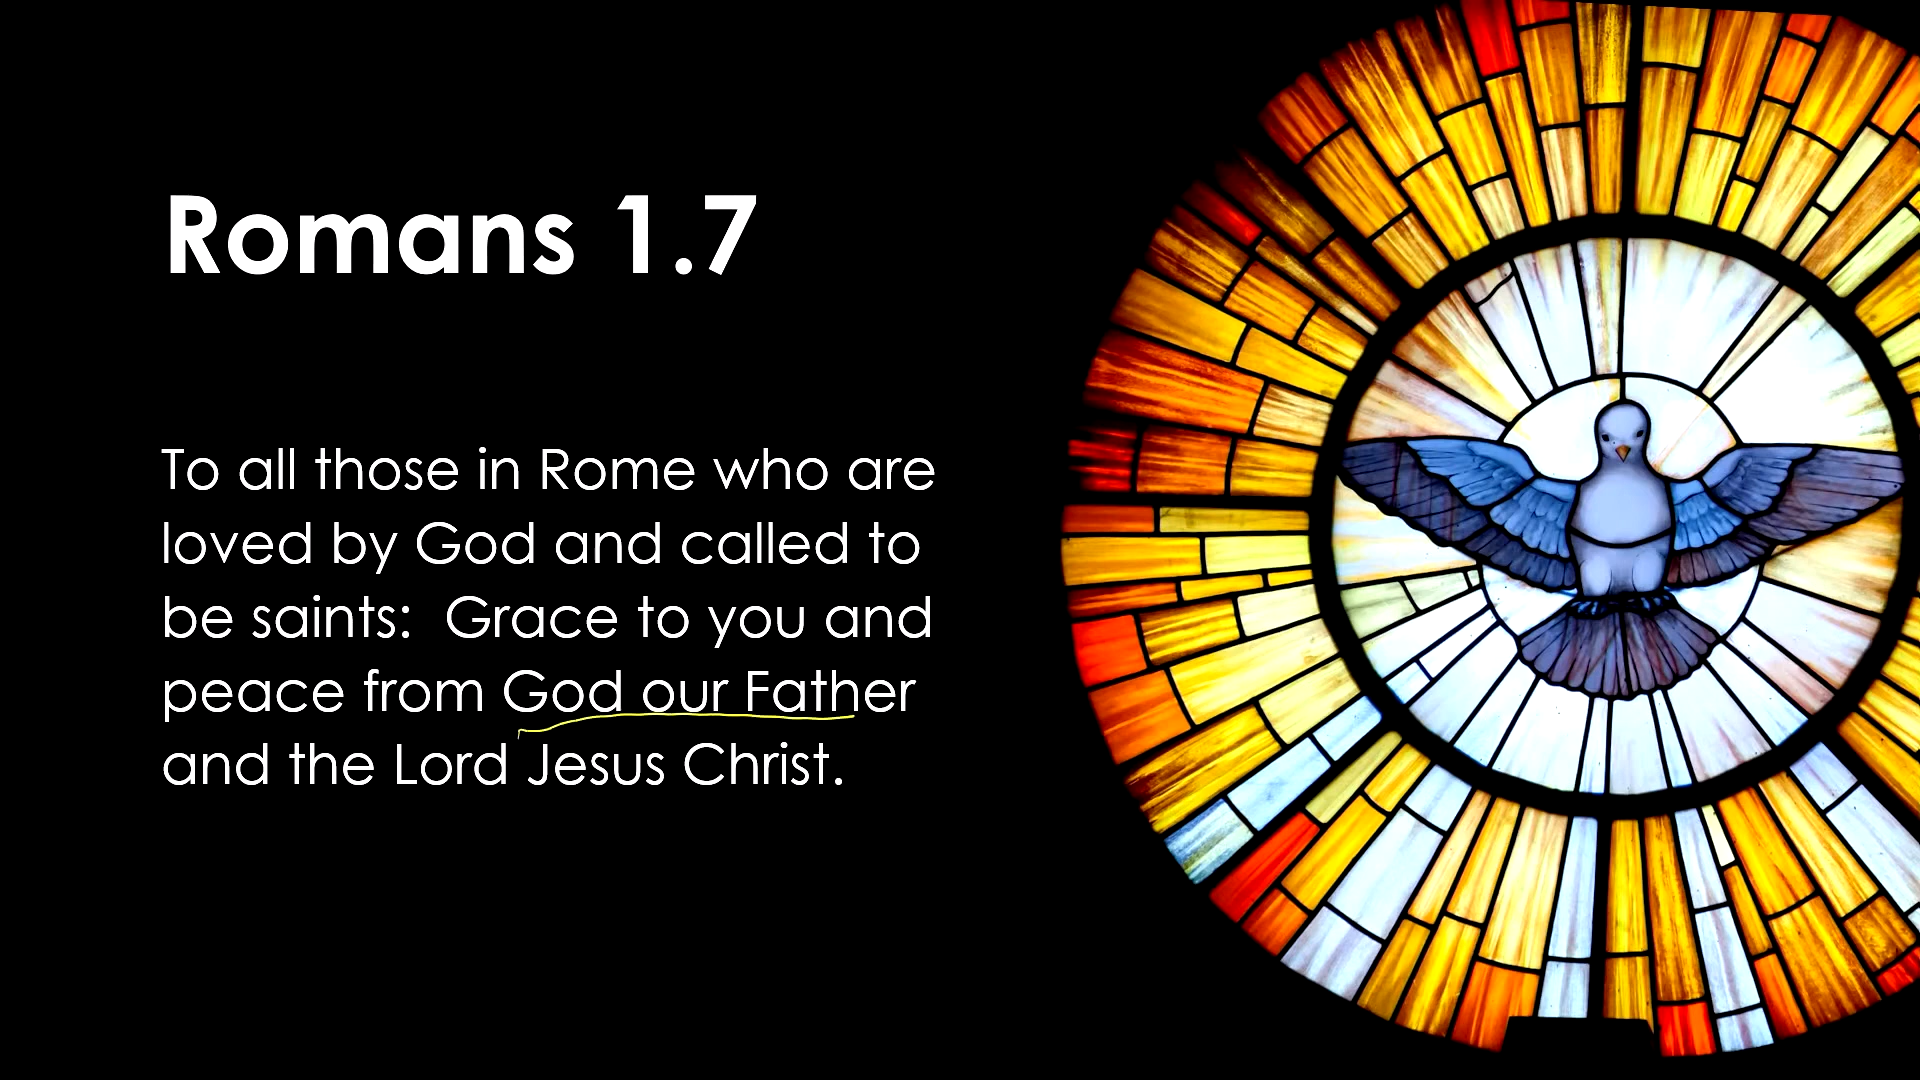 Romans 1.7
To all those in Rome who are
loved by God and called to
be saints:  Grace to you and
peace from God our Father
and the Lord Jesus Christ.